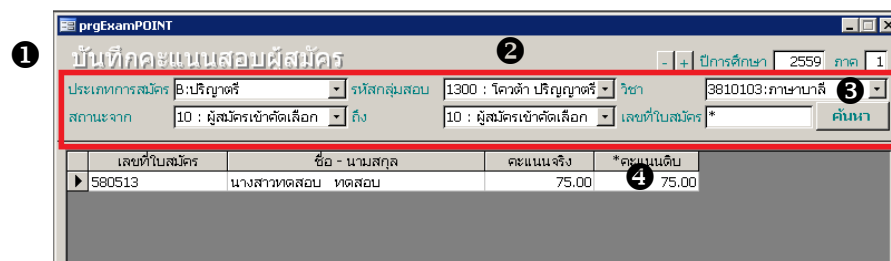 prgExamPOINT
❶ บันทึกคะแนนสอบผู้สมัคร ❷ - + ปีการศึกษา 2559 ภาค 1
ประเภทการสมัคร B:ปริญาตรี รหัสกลุ่มสอบ 1300 : โควต้า ปริญญาตรี วิชา 3810103:ภาษาบาลี ❸
สถานะจาก 10 : ผู้สมัครเข้าคัดเลือก ถึง 10 : ผู้สมัครเข้าคัดเลือก เลขที่ใบสมัคร * ค้นหา
เลขที่ใบสมัคร ชื่อ - นามสกุล คะแนนจริง *คะแนนดิบ
580513 นางสาวทดสอบ ทดสอบ 75.00 ❹ 75.00